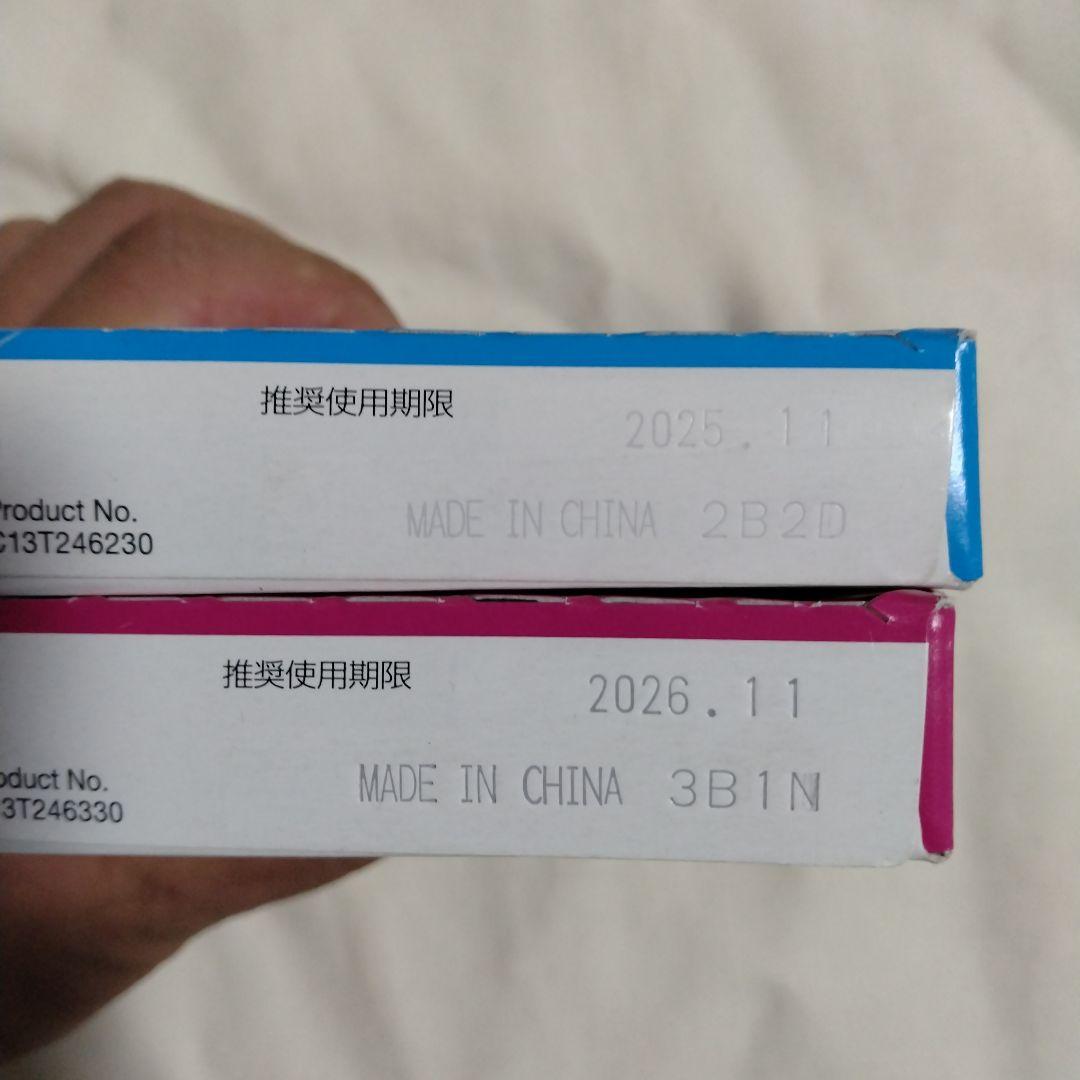 推奨使用期限
2025.11
Product No.
C13T246230
MADE IN CHINA 2B2D
推奨使用期限
2026.11
oduct No.
3T246330
MADE IN CHINA 3B1N